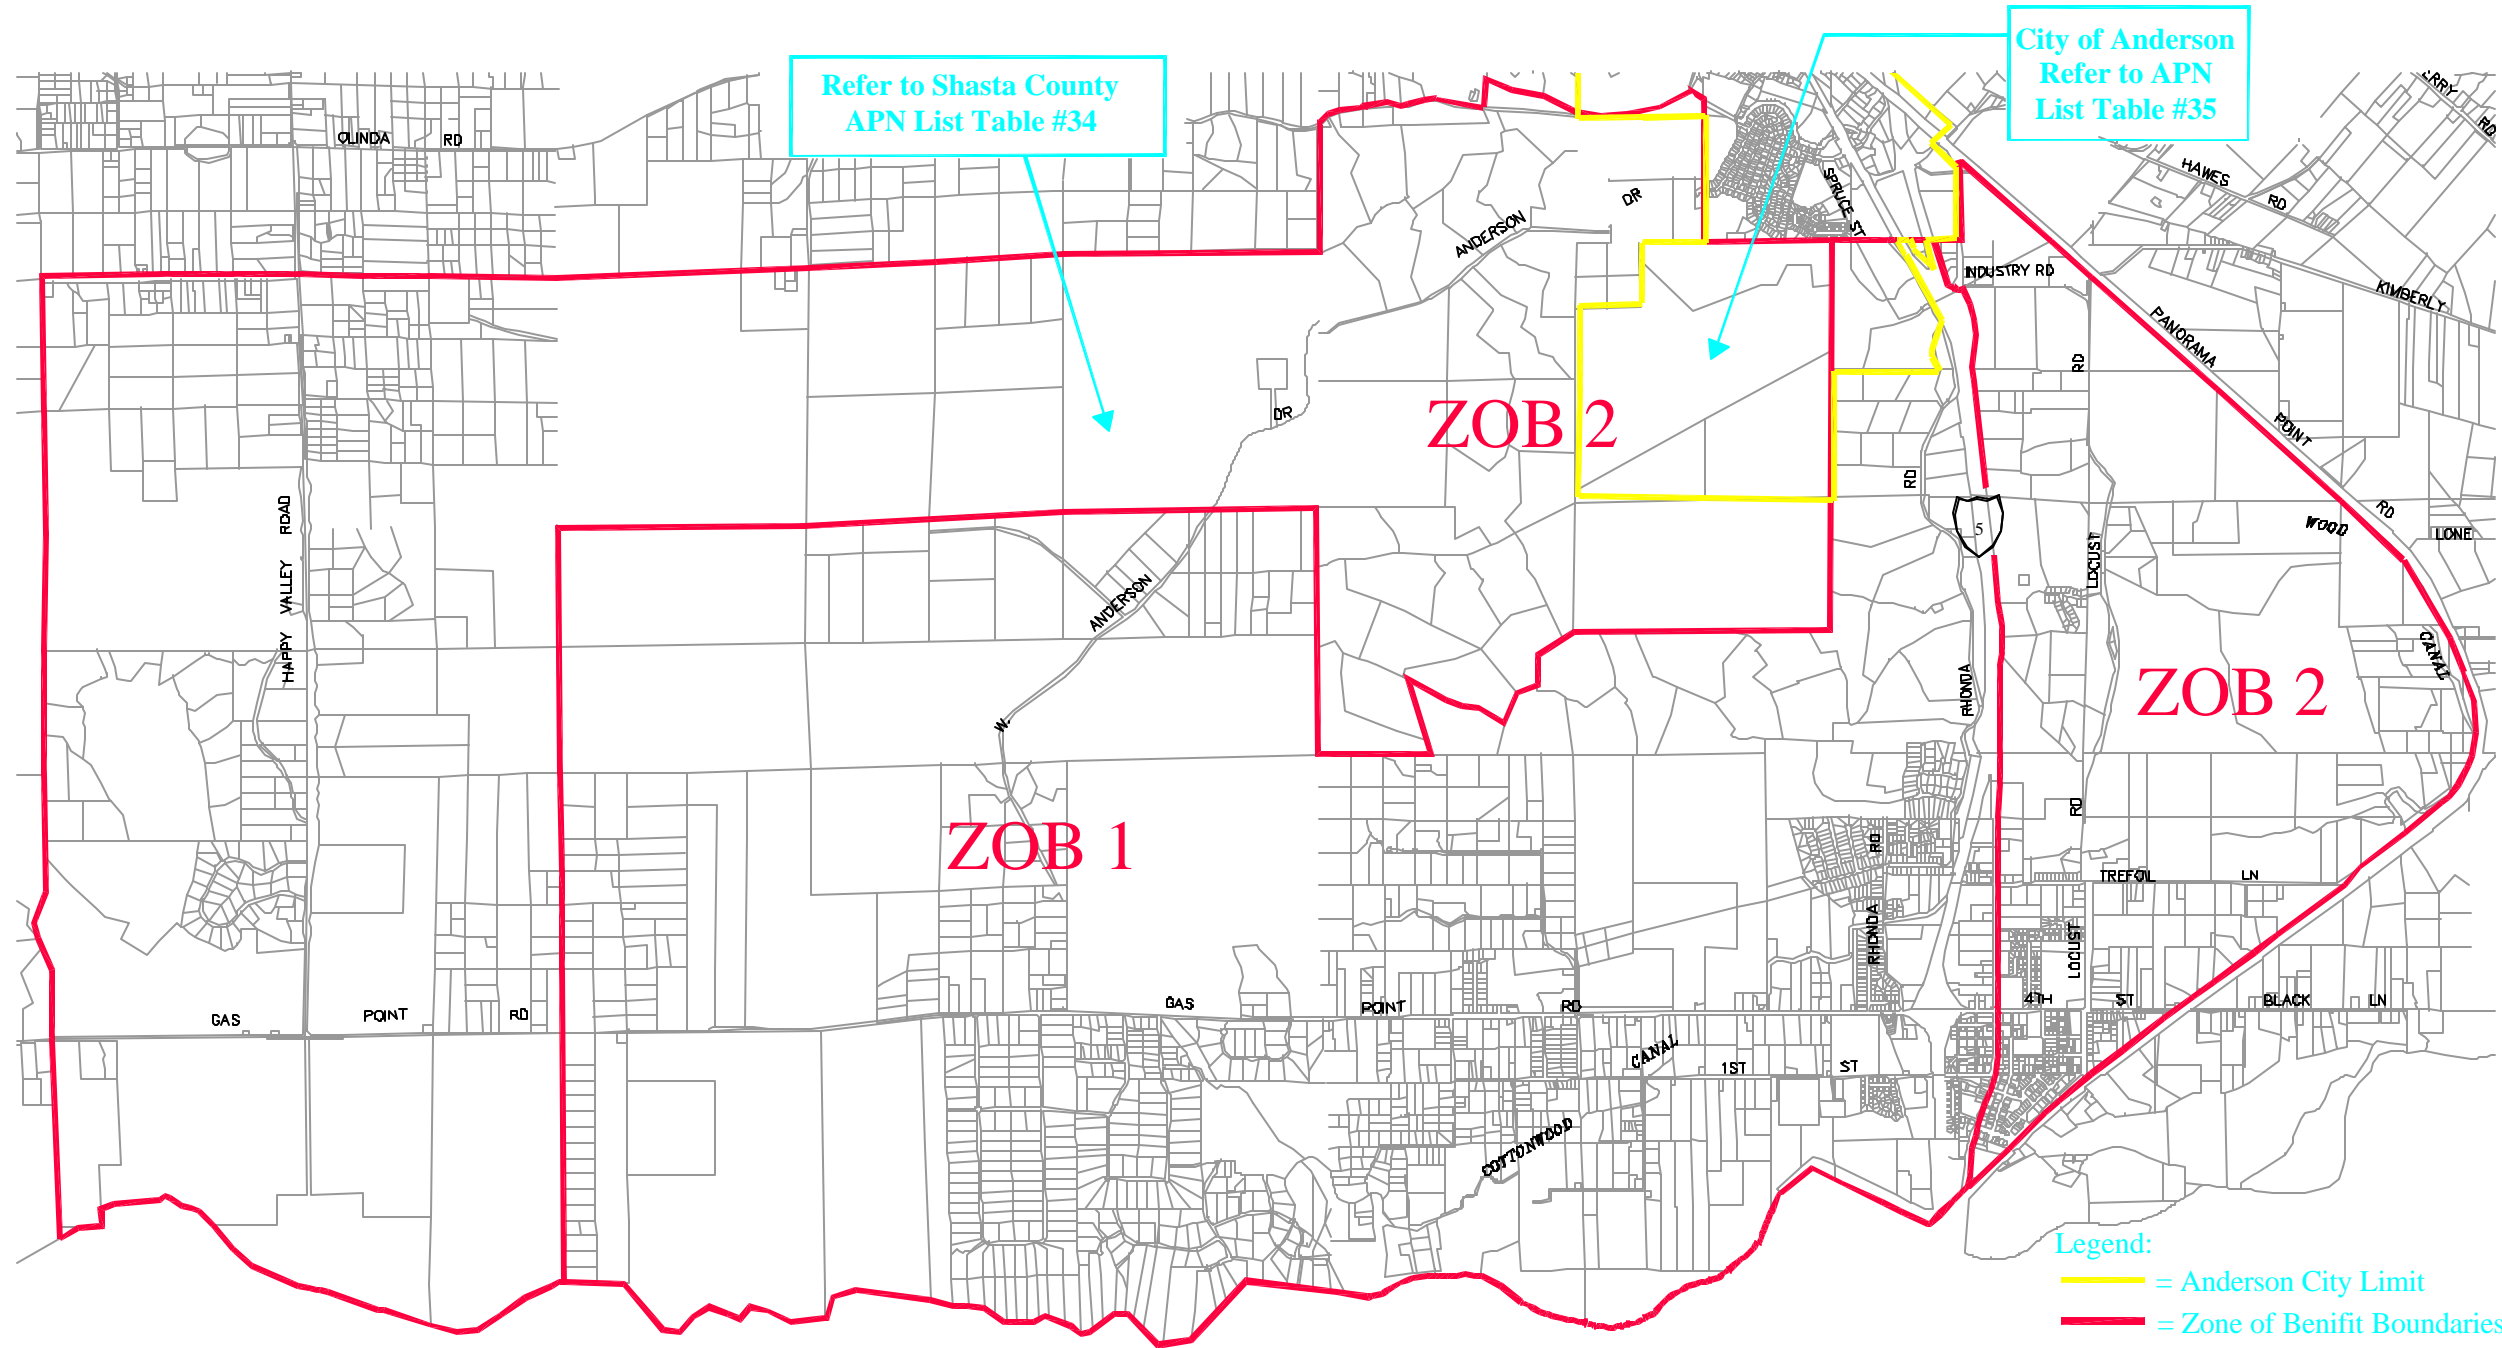 City of Anderson
Refer to APN
List Table #35
Refer to Shasta County
APN List Table #34
OLINDA RD
ANDERSON DR
SPRUCE ST
HAWES RD
RD
INDUSTRY RD
KIMBERLY
PANORAMA POINT RD
RD
DR
ZOB 2
HAPPY VALLEY ROAD
RD
5
WOOD
LONE
LOCUST
W. ANDERSON
CANAL
RHONDA
ZOB 2
RD
ZOB 1
RD
TREFOIL LN
RHONDA
LOCUST
GAS POINT RD
GAS POINT RD
4TH ST
BLACK LN
CANAL
1ST ST
COTTONWOOD
Legend:
= Anderson City Limit
= Zone of Benifit Boundaries